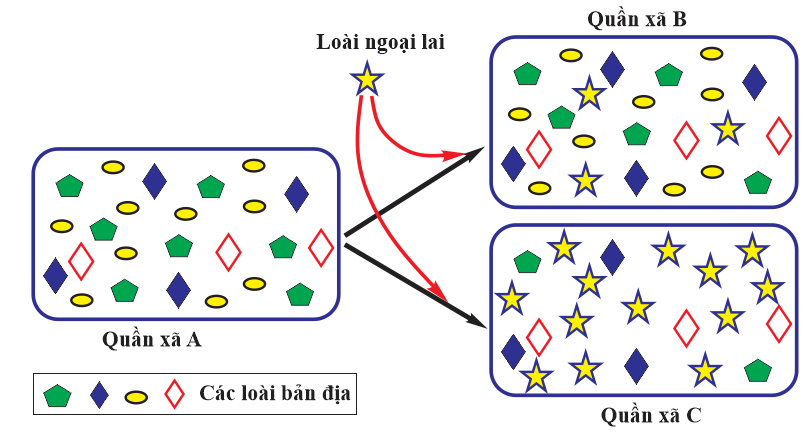 Quần xã B
Loài ngoại lai
Quần xã A
Các loài bản địa
Quần xã C